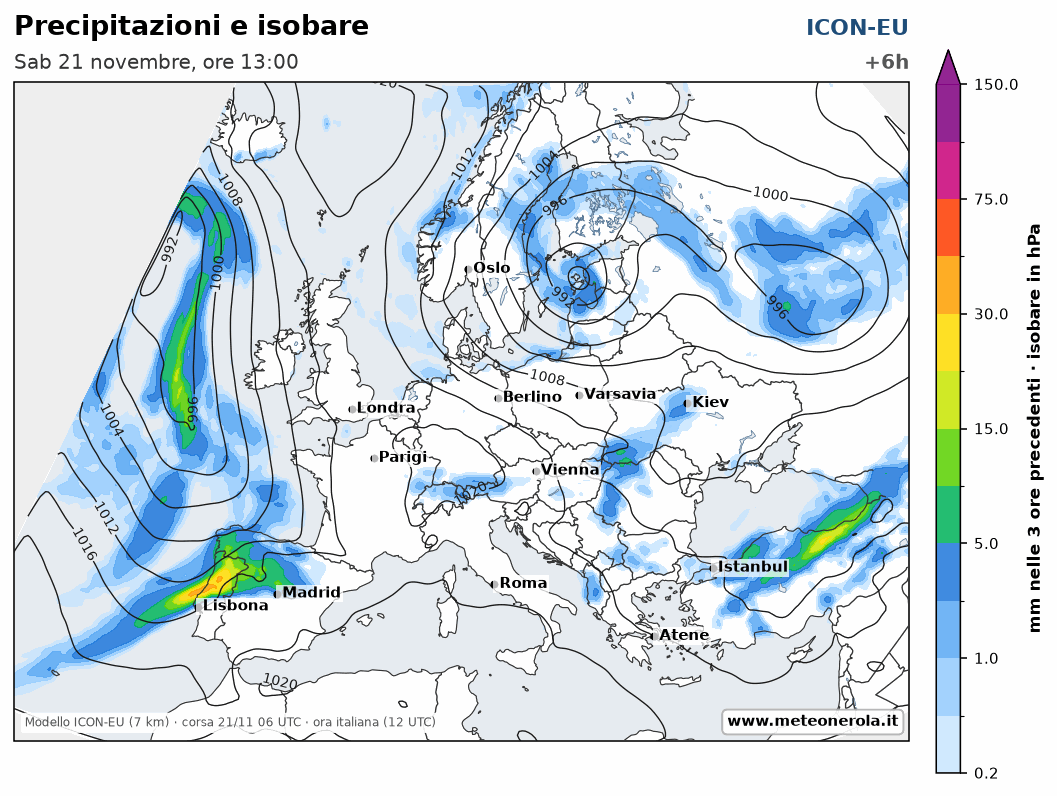 Precipitazioni e isobare
ICON-EU
Sab 21 novembre, ore 13:00
+6h
1012
1008
1004
1000
996
992
1000
Oslo
992
996
996
1008
Berlino
Varsavia
Kiev
Londra
1004
Parigi
Vienna
1020
1012
1016
Istanbul
Roma
Madrid
Lisbona
Atene
1020
Modello ICON-EU (7 km) · corsa 21/11 06 UTC · ora italiana (12 UTC)
www.meteonerola.it
150.0
75.0
30.0
15.0
5.0
1.0
0.2
mm nelle 3 ore precedenti · isobare in hPa